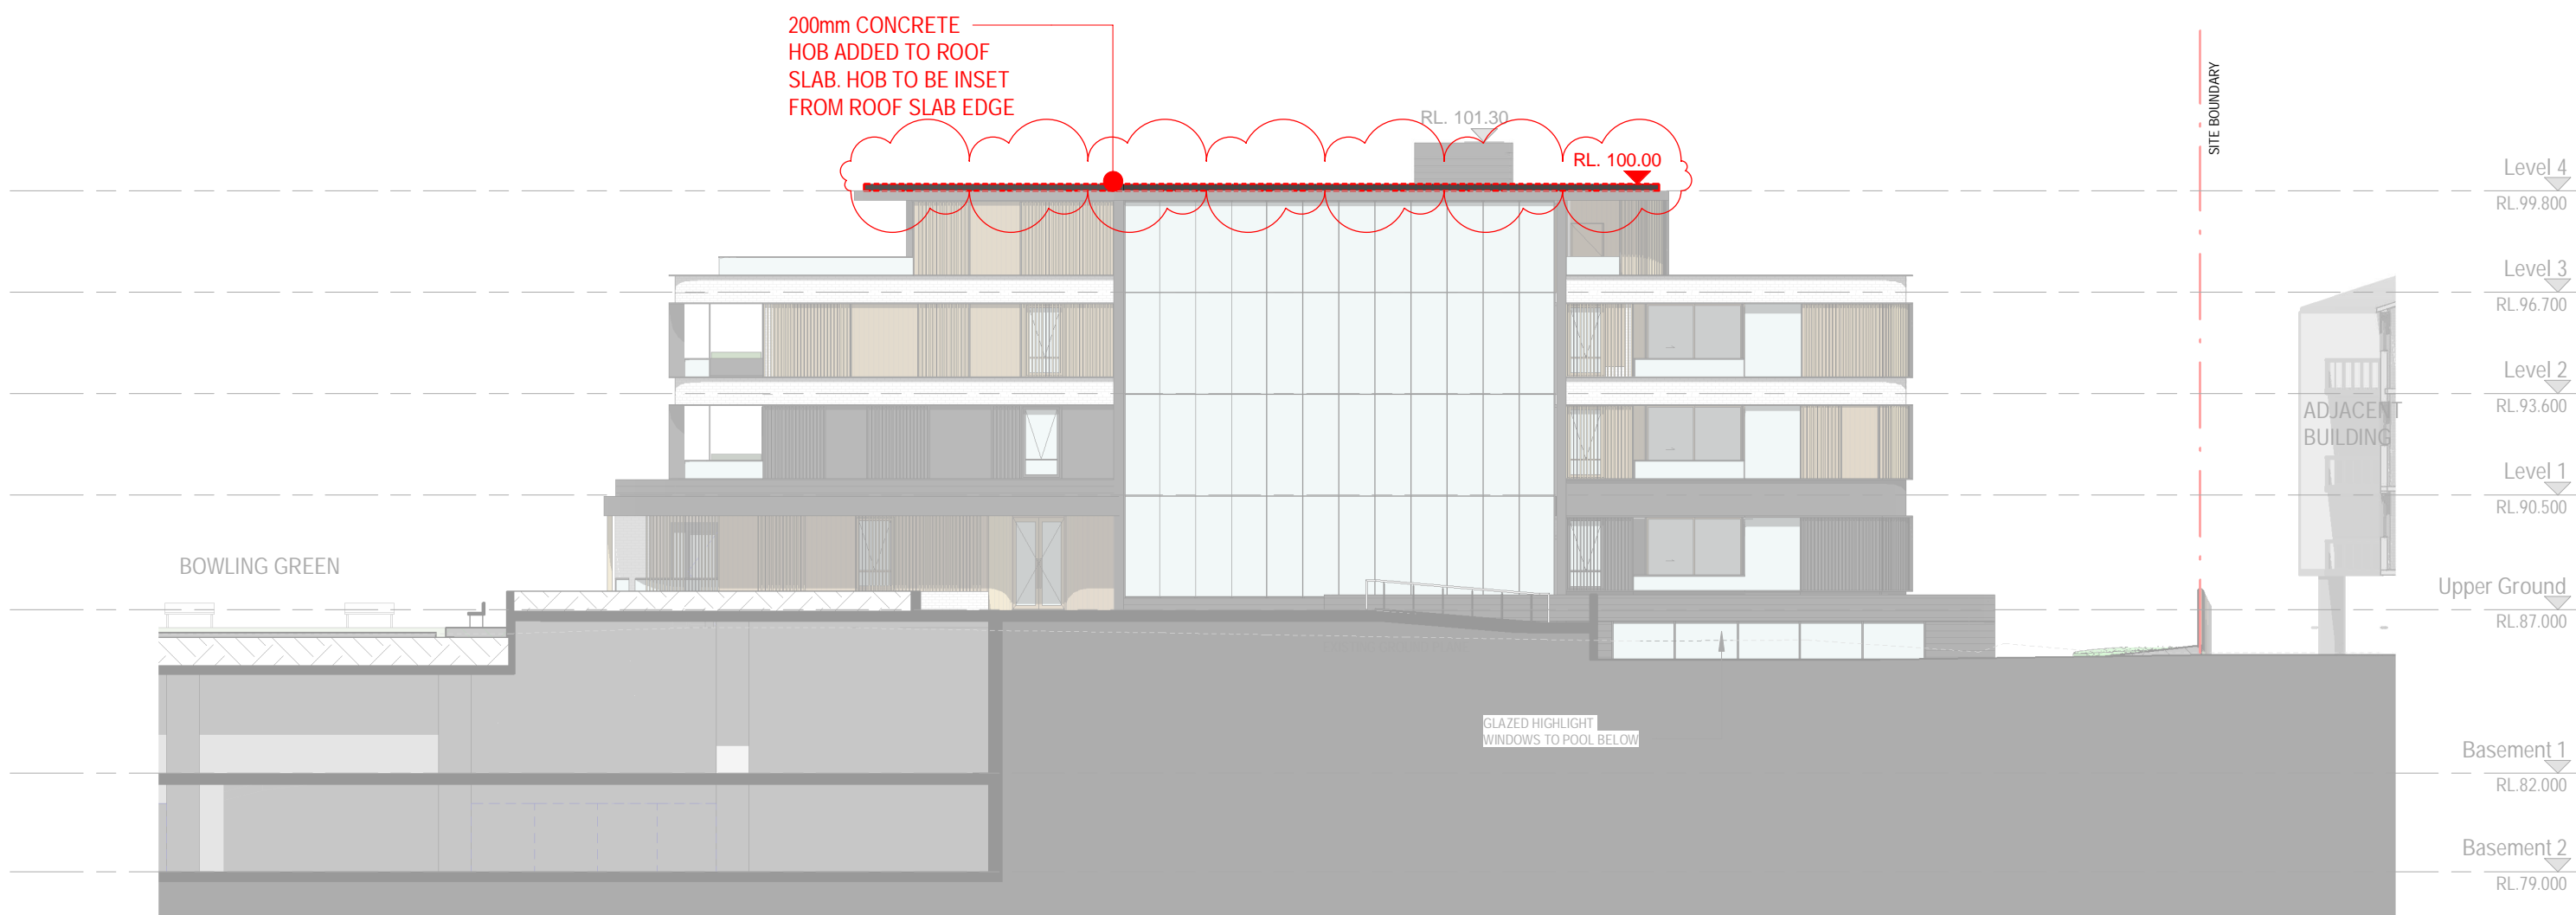 200mm CONCRETE
HOB ADDED TO ROOF
SLAB. HOB TO BE INSET
FROM ROOF SLAB EDGE
RL. 101.30
RL. 100.00
SITE BOUNDARY
Level 4
RL.99.800
Level 3
RL.96.700
Level 2
RL.93.600
ADJACENT
BUILDING
Level 1
RL.90.500
BOWLING GREEN
Upper Ground
RL.87.000
GLAZED HIGHLIGHT
WINDOWS TO POOL BELOW
Basement 1
RL.82.000
Basement 2
RL.79.000